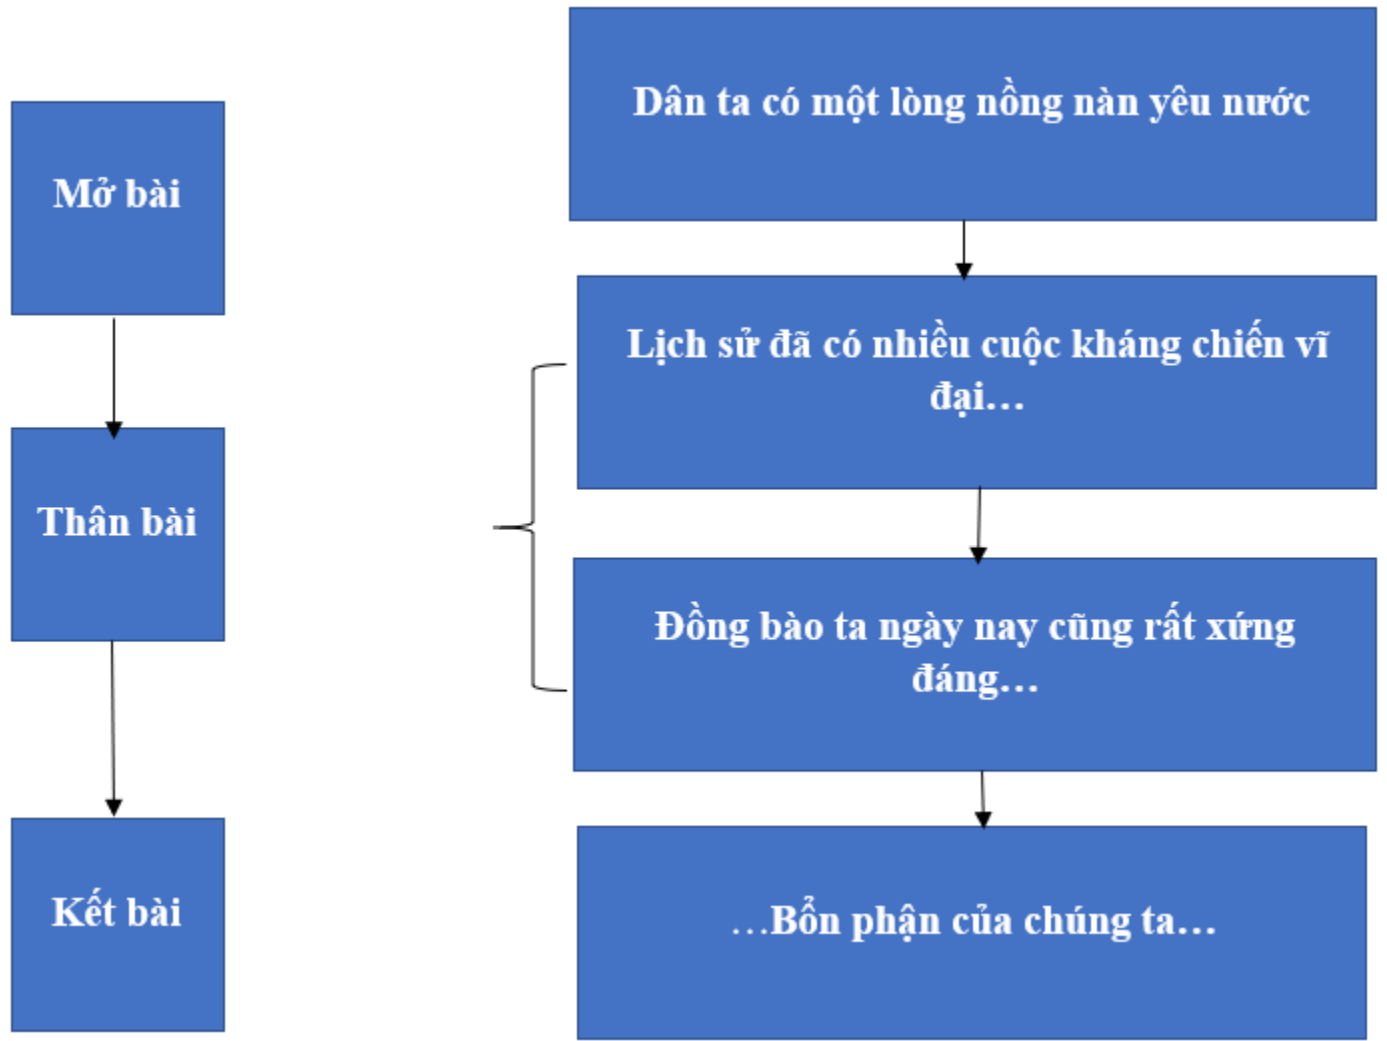 Mở bài
Thân bài
Kết bài
Dân ta có một lòng nồng nàn yêu nước
Lịch sử đã có nhiều cuộc kháng chiến vĩ
đại…
Đồng bào ta ngày nay cũng rất xứng
đáng…
…Bổn phận của chúng ta…